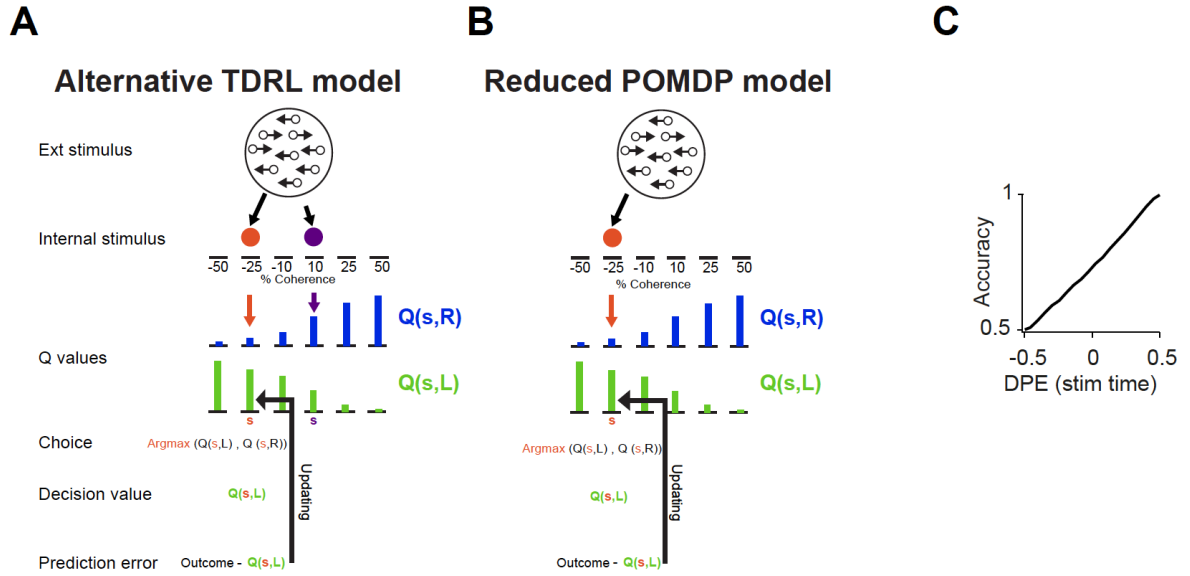 A
B
C
Alternative TDRL model
Reduced POMDP model
Ext stimulus
Internal stimulus
-50 -25 -10 10 25 50
% Coherence
Q(s,R)
Q values
Q(s,L)
s s
Choice
Argmax (Q(s,L) , Q (s,R))
Decision value
Q(s,L)
Updating
Prediction error
Outcome - Q(s,L)
-50 -25 -10 10 25 50
% Coherence
Q(s,R)
Q(s,L)
s
Argmax (Q(s,L) , Q (s,R))
Q(s,L)
Updating
Outcome - Q(s,L)
1
Accuracy
0.5
-0.5 0 0.5
DPE (stim time)